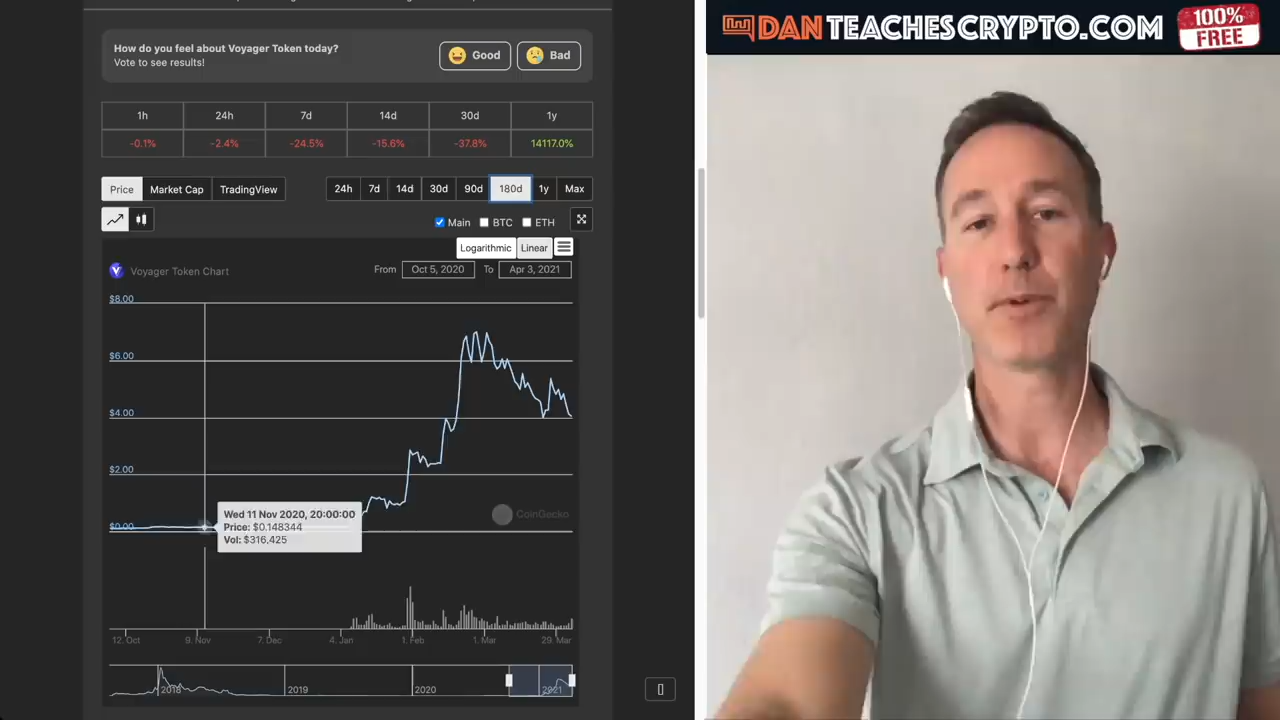 How do you feel about Voyager Token today?
Vote to see results!
Good
Bad
1h 24h 7d 14d 30d 1y
-0.1% -2.4% -24.5% -15.6% -37.8% 14117.0%
Price Market Cap TradingView
24h 7d 14d 30d 90d 180d 1y Max
Main BTC ETH
Logarithmic Linear
Voyager Token Chart
From Oct 5, 2020 To Apr 3, 2021
$8.00
$6.00
$4.00
$2.00
$0.00
Wed 11 Nov 2020, 20:00:00
Price: $0.148344
Vol: $316,425
CoinGecko
12. Oct 9. Nov 7. Dec 4. Jan 1. Feb 1. Mar 29. Mar
2018 2019 2020 2021
DANTEACHESCRYPTO.COM
100%
FREE